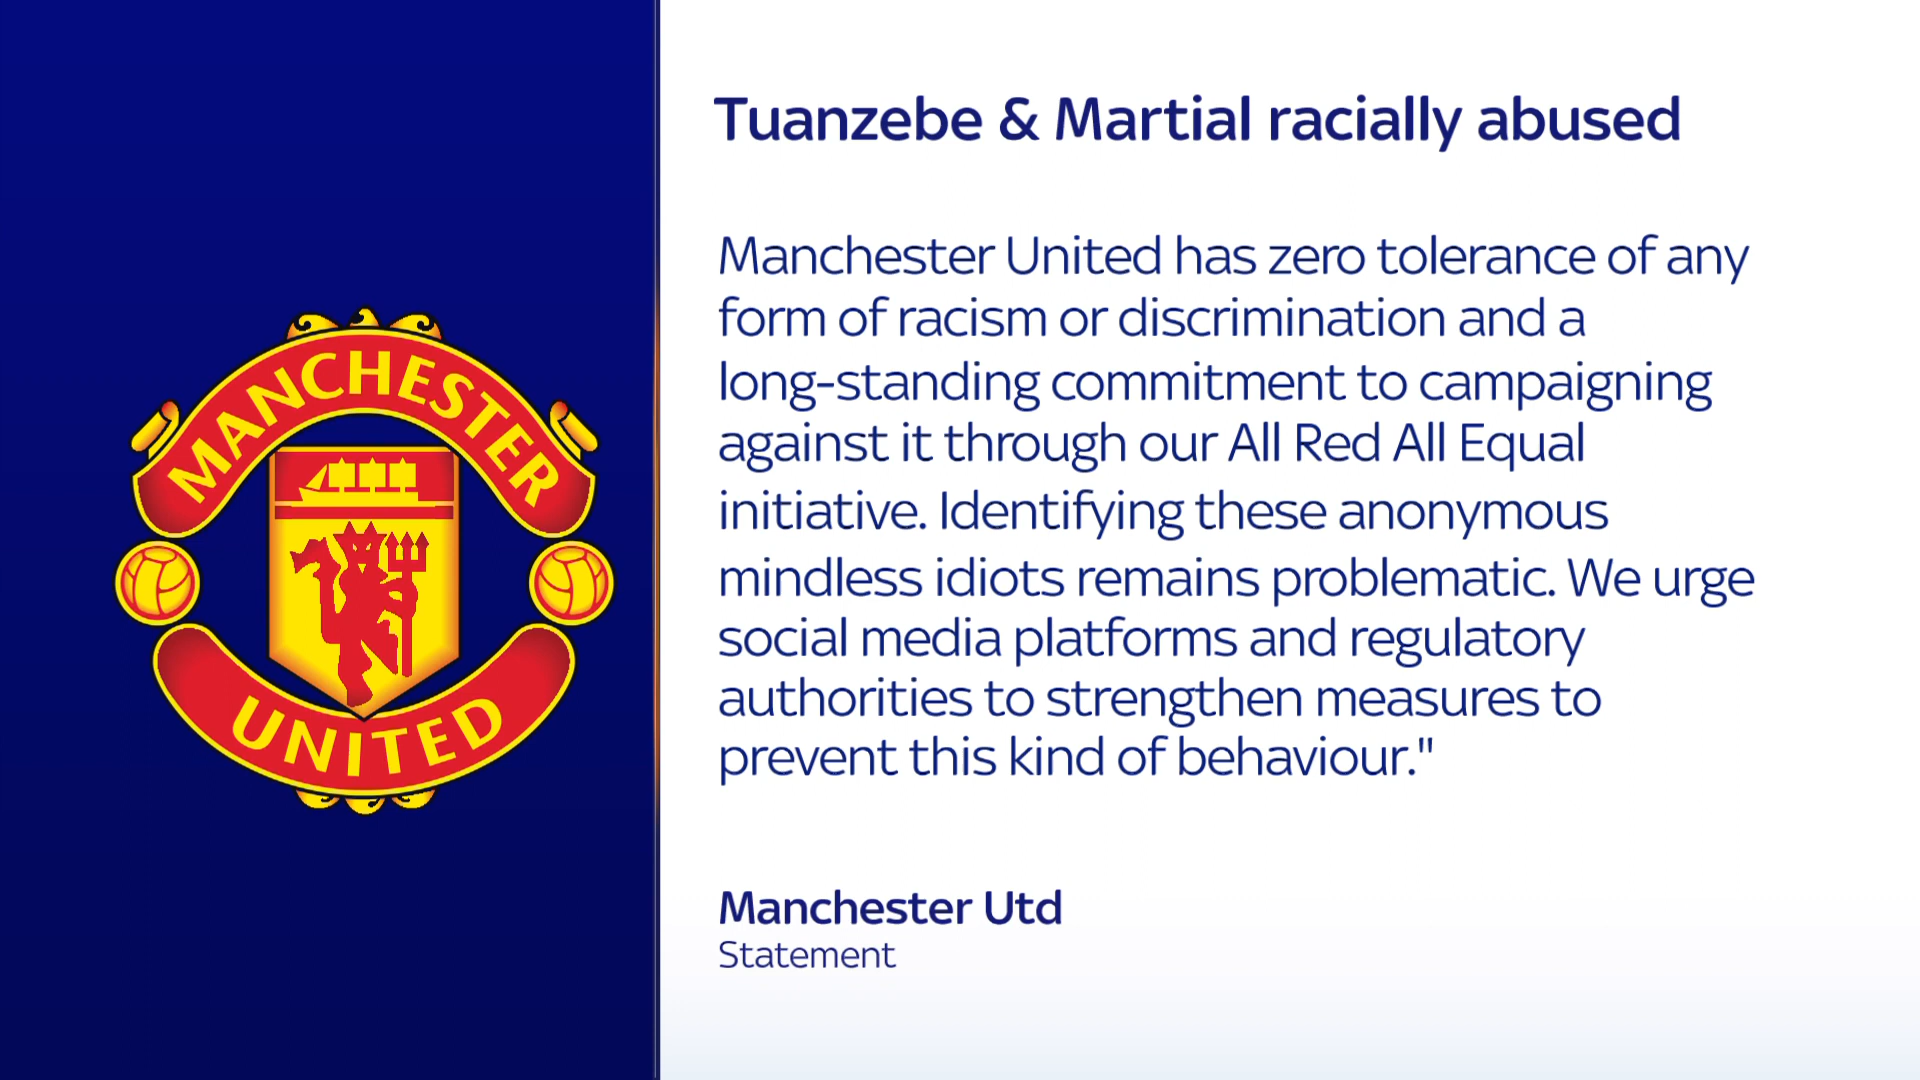 MANCHESTER
UNITED
Tuanzebe & Martial racially abused
Manchester United has zero tolerance of any
form of racism or discrimination and a
long-standing commitment to campaigning
against it through our All Red All Equal
initiative. Identifying these anonymous
mindless idiots remains problematic. We urge
social media platforms and regulatory
authorities to strengthen measures to
prevent this kind of behaviour."
Manchester Utd
Statement